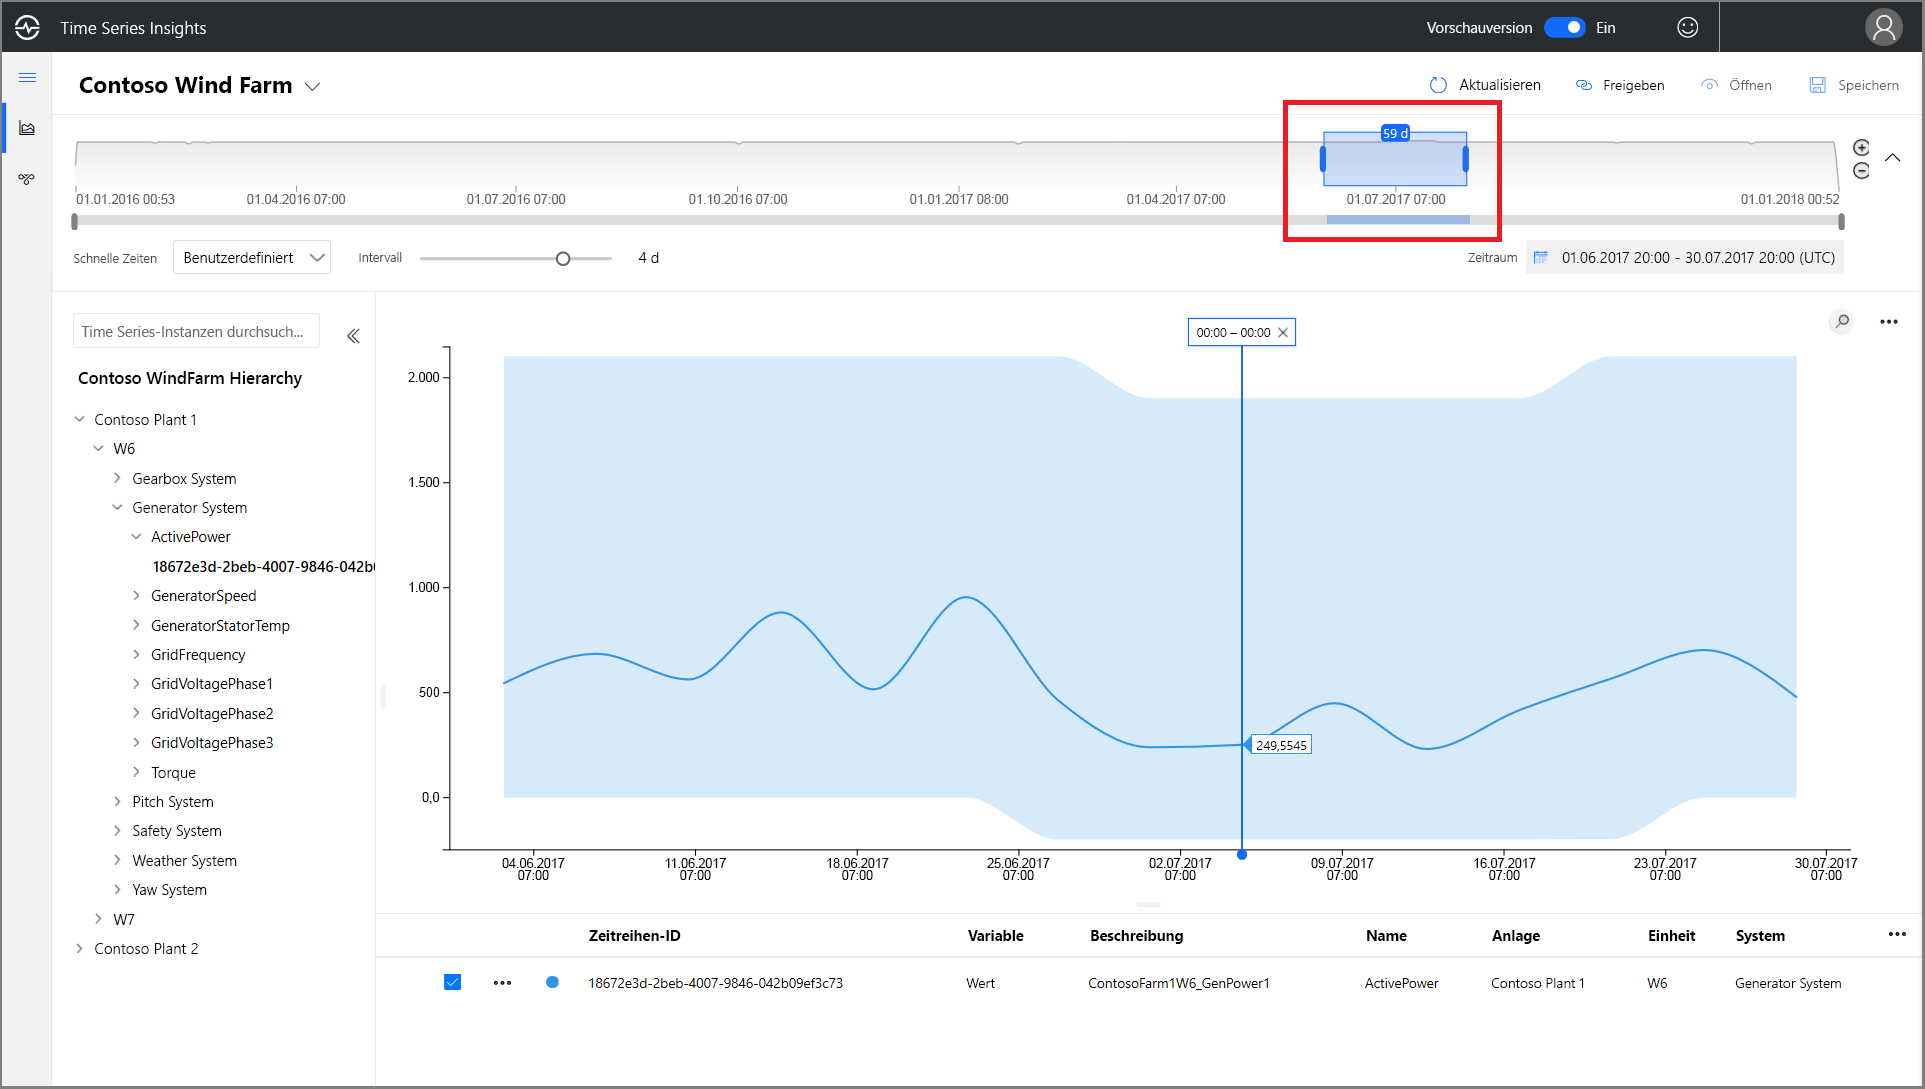 Time Series Insights
Vorschauversion Ein
Contoso Wind Farm
Aktualisieren Freigeben Öffnen Speichern
59 d
01.01.2016 00:53 01.04.2016 07:00 01.07.2016 07:00 01.10.2016 07:00 01.01.2017 08:00 01.04.2017 07:00 01.07.2017 07:00 01.01.2018 00:52
Schnelle Zeiten Benutzerdefiniert Intervall 4 d Zeitraum 01.06.2017 20:00 - 30.07.2017 20:00 (UTC)
Time Series-Instanzen durchsuch...
Contoso WindFarm Hierarchy
Contoso Plant 1
W6
Gearbox System
Generator System
ActivePower
18672e3d-2beb-4007-9846-042b0
GeneratorSpeed
GeneratorStatorTemp
GridFrequency
GridVoltagePhase1
GridVoltagePhase2
GridVoltagePhase3
Torque
Pitch System
Safety System
Weather System
Yaw System
W7
Contoso Plant 2
00:00 – 00:00
2.000
1.500
1.000
500
0,0
249,5545
04.06.2017 11.06.2017 18.06.2017 25.06.2017 02.07.2017 09.07.2017 16.07.2017 23.07.2017 30.07.2017
07:00 07:00 07:00 07:00 07:00 07:00 07:00 07:00 07:00
Zeitreihen-ID Variable Beschreibung Name Anlage Einheit System
18672e3d-2beb-4007-9846-042b09ef3c73 Wert ContosoFarm1W6_GenPower1 ActivePower Contoso Plant 1 W6 Generator System